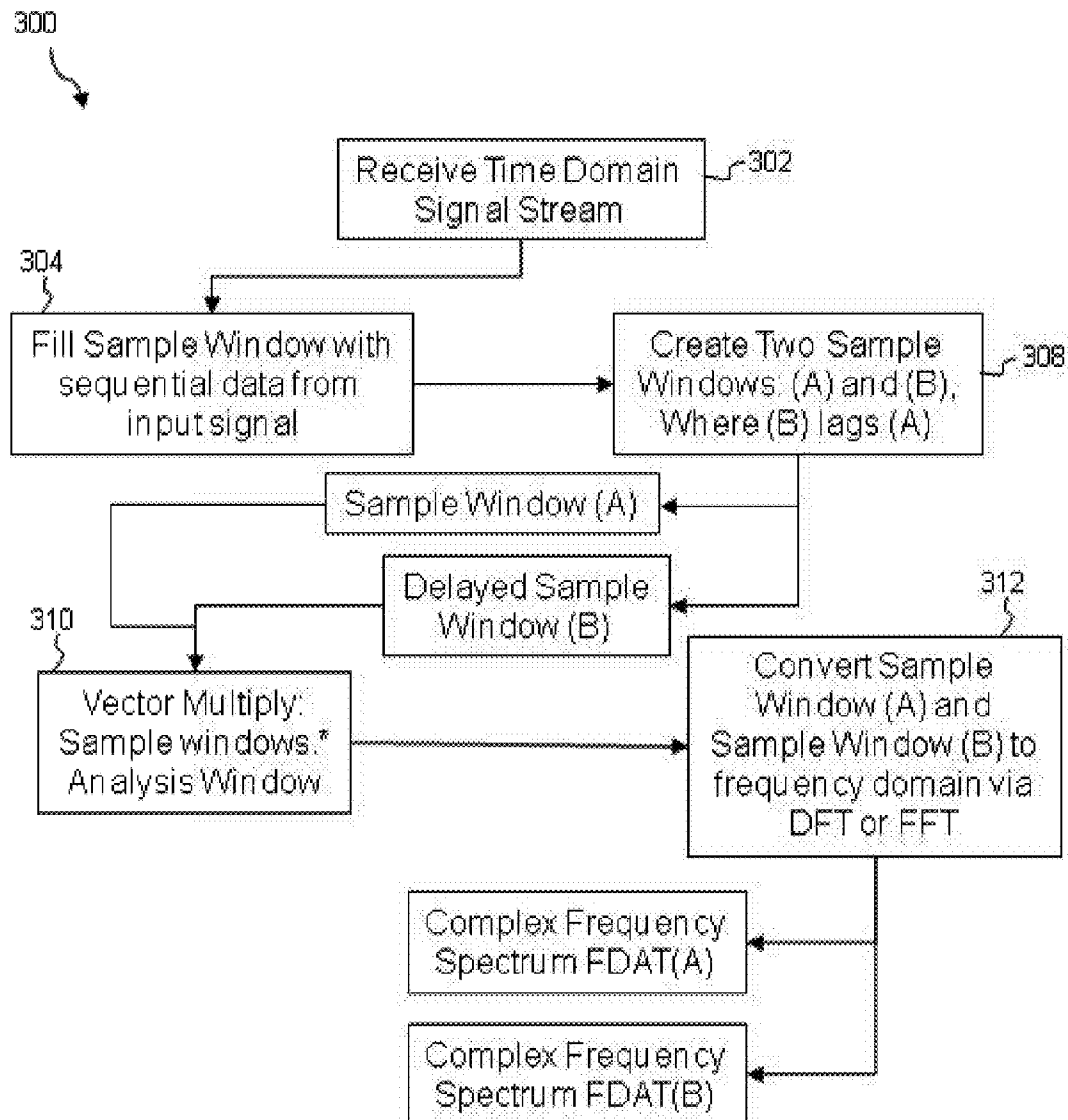 300
Receive Time Domain
Signal Stream
302
304
Fill Sample Window with
sequential data from
input signal
Create Two Sample
Windows: (A) and (B),
Where (B) lags (A)
308
Sample Window (A)
Delayed Sample
Window (B)
310
Vector Multiply:
Sample windows.*
Analysis Window
312
Convert Sample
Window (A) and
Sample Window (B) to
frequency domain via
DFT or FFT
Complex Frequency
Spectrum FDAT(A)
Complex Frequency
Spectrum FDAT(B)